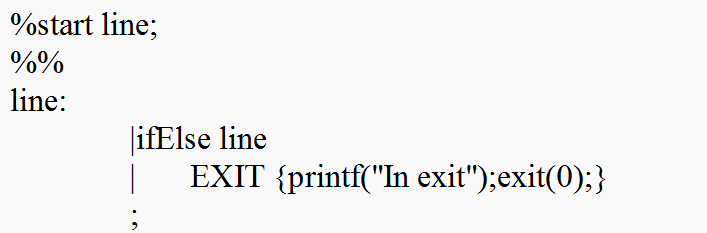 %start line;
%%
line:
|ifElse line
| EXIT {printf("In exit");exit(0);}
;